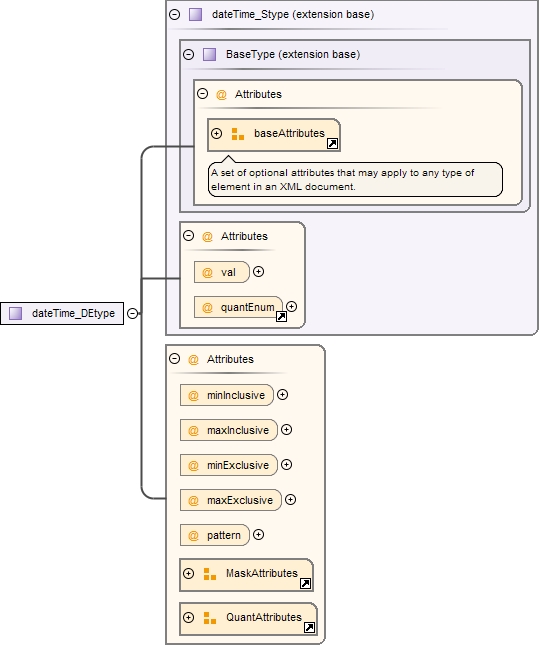 dateTime_Stype (extension base)
BaseType (extension base)
@ Attributes
baseAttributes
A set of optional attributes that may apply to any type of
element in an XML document.
@ Attributes
@ val
@ quantEnum
dateTime_DEtype
@ Attributes
@ minInclusive
@ maxInclusive
@ minExclusive
@ maxExclusive
@ pattern
MaskAttributes
QuantAttributes